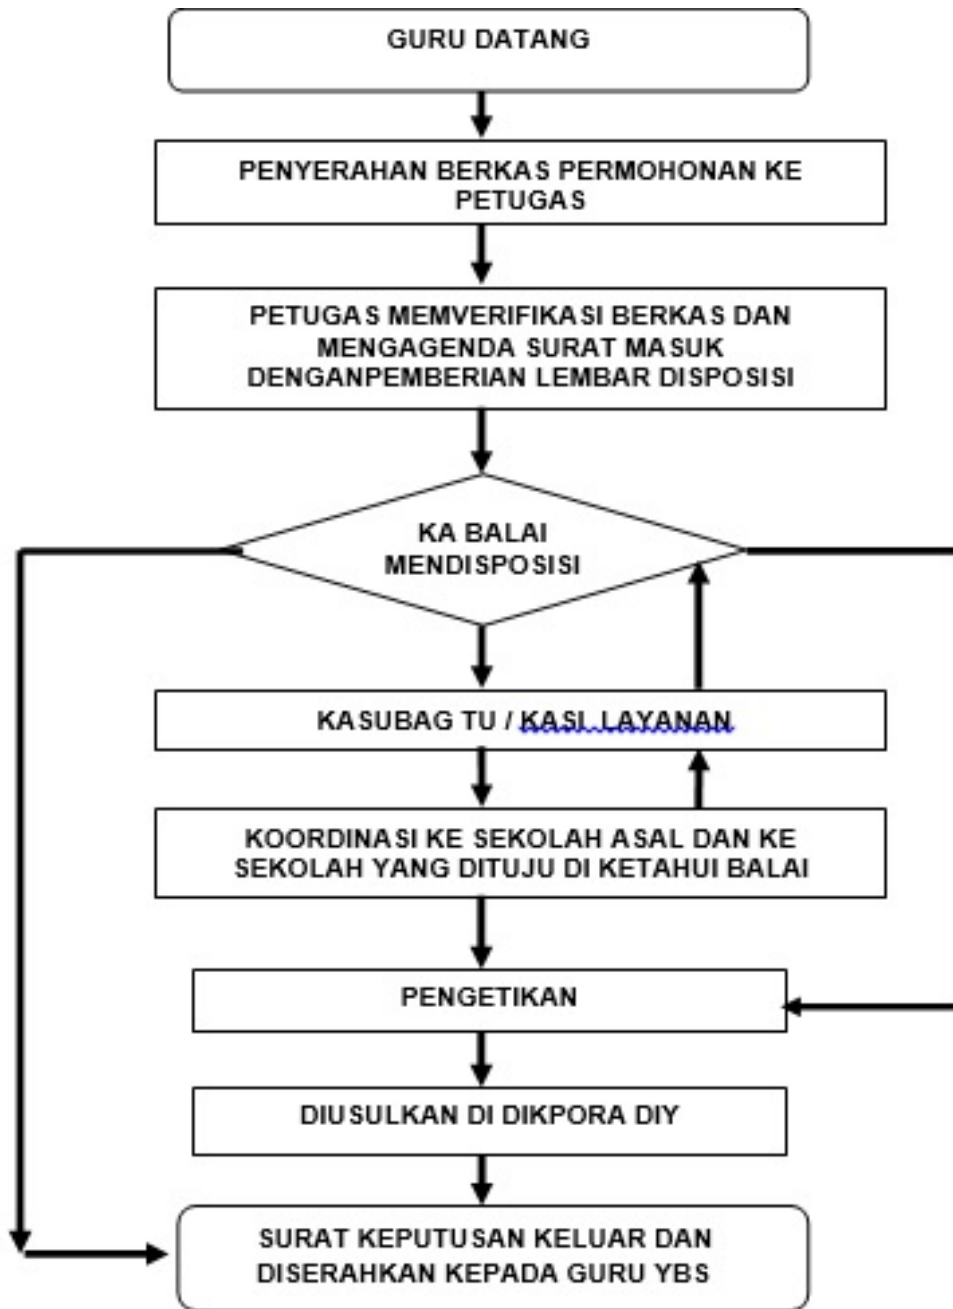 GURU DATANG
PENYERAHAN BERKAS PERMOHONAN KE
PETUGAS
PETUGAS MEMVERIFIKASI BERKAS DAN
MENGAGENDA SURAT MASUK
DENGANPEMBERIAN LEMBAR DISPOSISI
KA BALAI
MENDISPOSISI
KASUBAG TU / KASI LAYANAN
KOORDINASI KE SEKOLAH ASAL DAN KE
SEKOLAH YANG DITUJU DI KETAHUI BALAI
PENGETIKAN
DIUSULKAN DI DIKPORA DIY
SURAT KEPUTUSAN KELUAR DAN
DISERAHKAN KEPADA GURU YBS